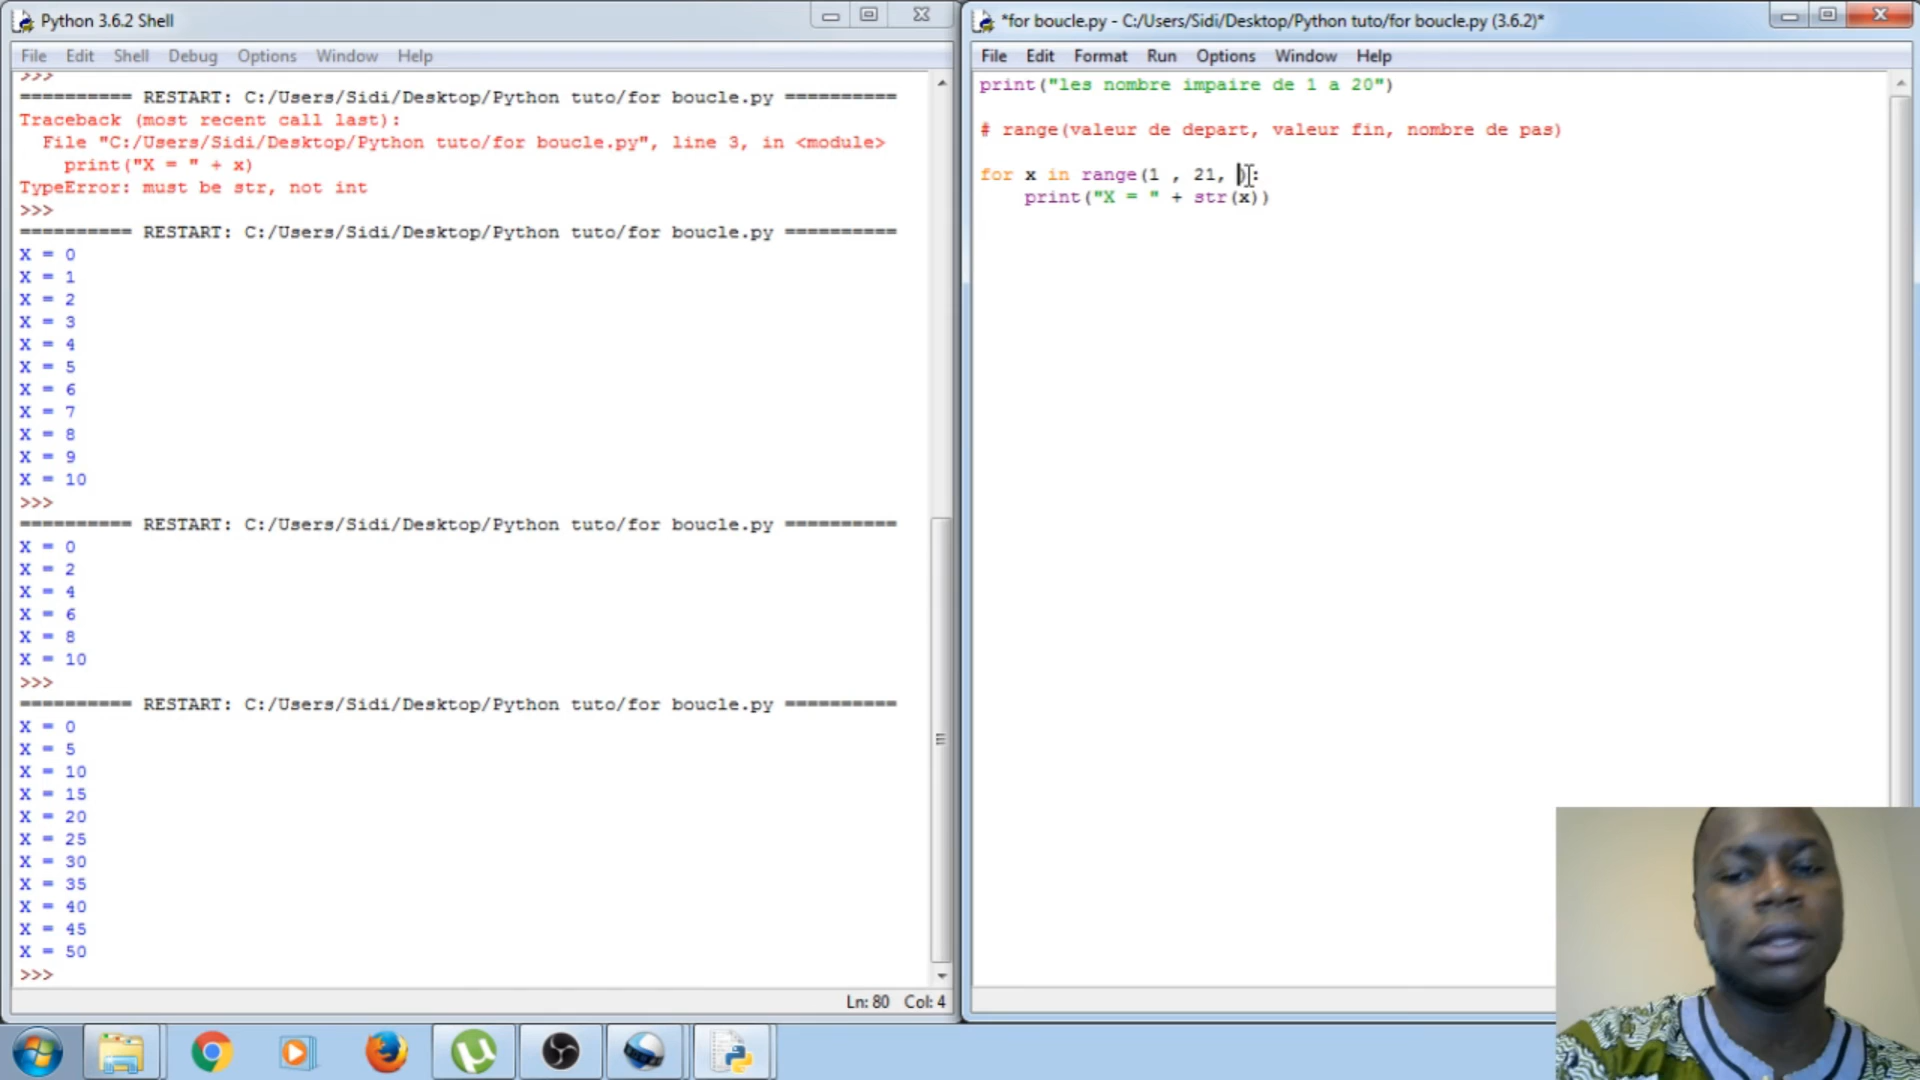 Python 3.6.2 Shell
File Edit Shell Debug Options Window Help
>>>
========== RESTART: C:/Users/Sidi/Desktop/Python tuto/for boucle.py ==========
Traceback (most recent call last):
  File "C:/Users/Sidi/Desktop/Python tuto/for boucle.py", line 3, in <module>
    print("X = " + x)
TypeError: must be str, not int
>>>
========== RESTART: C:/Users/Sidi/Desktop/Python tuto/for boucle.py ==========
X = 0
X = 1
X = 2
X = 3
X = 4
X = 5
X = 6
X = 7
X = 8
X = 9
X = 10
>>>
========== RESTART: C:/Users/Sidi/Desktop/Python tuto/for boucle.py ==========
X = 0
X = 2
X = 4
X = 6
X = 8
X = 10
>>>
========== RESTART: C:/Users/Sidi/Desktop/Python tuto/for boucle.py ==========
X = 0
X = 5
X = 10
X = 15
X = 20
X = 25
X = 30
X = 35
X = 40
X = 45
X = 50
>>>
Ln: 80 Col: 4
*for boucle.py - C:/Users/Sidi/Desktop/Python tuto/for boucle.py (3.6.2)*
File Edit Format Run Options Window Help
print("les nombre impaire de 1 a 20")
# range(valeur de depart, valeur fin, nombre de pas)
for x in range(1 , 21, ):
    print("X = " + str(x))